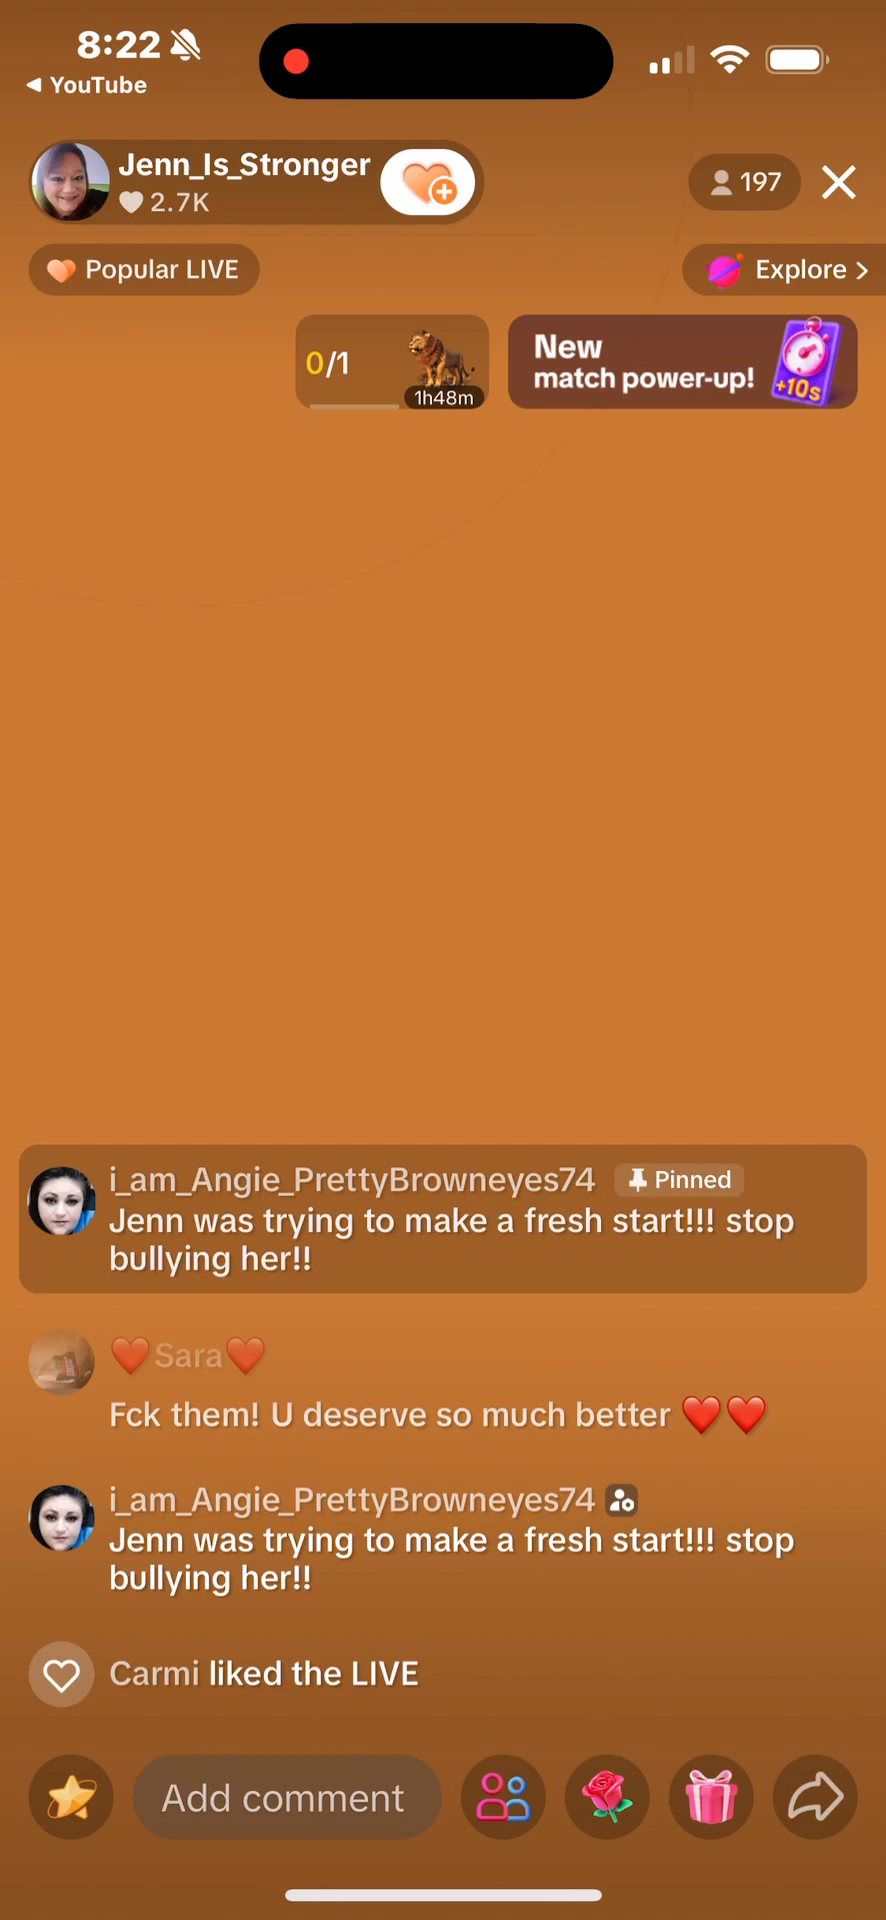 8:22
YouTube
Jenn_Is_Stronger
2.7K
197
Popular LIVE
Explore >
0/1
1h48m
New
match power-up!
+10s
i_am_Angie_PrettyBrowneyes74 Pinned
Jenn was trying to make a fresh start!!! stop
bullying her!!
❤️Sara❤️
Fck them! U deserve so much better ❤️❤️
i_am_Angie_PrettyBrowneyes74
Jenn was trying to make a fresh start!!! stop
bullying her!!
Carmi liked the LIVE
Add comment